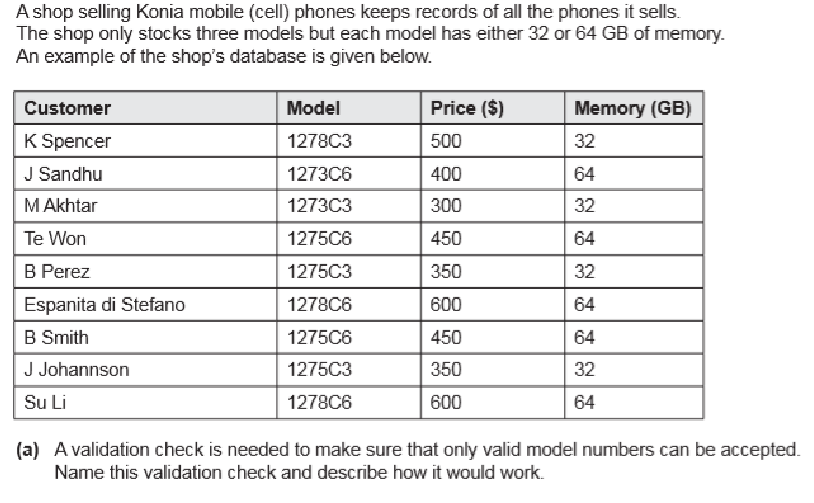 A shop selling Konia mobile (cell) phones keeps records of all the phones it sells.
The shop only stocks three models but each model has either 32 or 64 GB of memory.
An example of the shop's database is given below.
Customer Model Price ($) Memory (GB)
K Spencer 1278C3 500 32
J Sandhu 1273C6 400 64
M Akhtar 1273C3 300 32
Te Won 1275C6 450 64
B Perez 1275C3 350 32
Espanita di Stefano 1278C6 600 64
B Smith 1275C6 450 64
J Johannson 1275C3 350 32
Su Li 1278C6 600 64
(a) A validation check is needed to make sure that only valid model numbers can be accepted.
Name this validation check and describe how it would work.